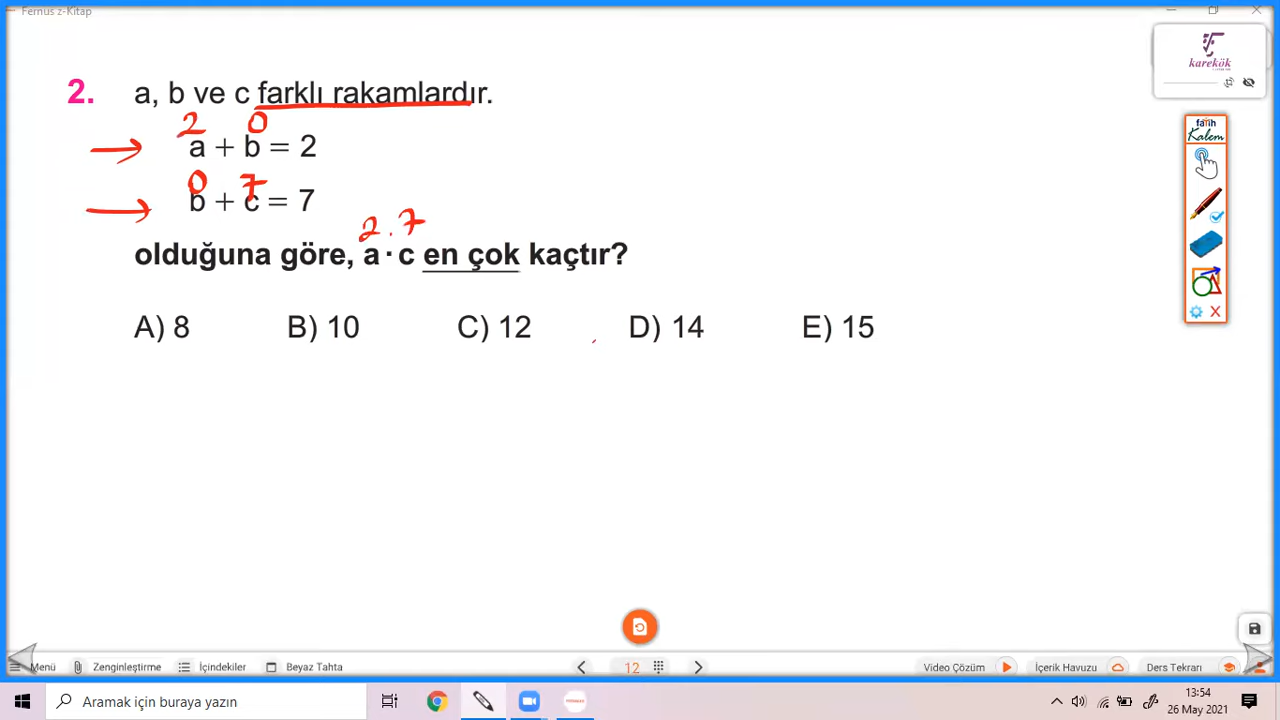 Fernus z-Kitap
karekök
2. a, b ve c farklı rakamlardır.
2 0
a + b = 2
0 7
b + c = 7
2 . 7
olduğuna göre, a · c en çok kaçtır?
A) 8 B) 10 C) 12 D) 14 E) 15
fatih
Kalem
Menü Zenginleştirme İçindekiler Beyaz Tahta 12 Video Çözüm İçerik Havuzu Ders Tekrarı
Aramak için buraya yazın
13:54
26 May 2021